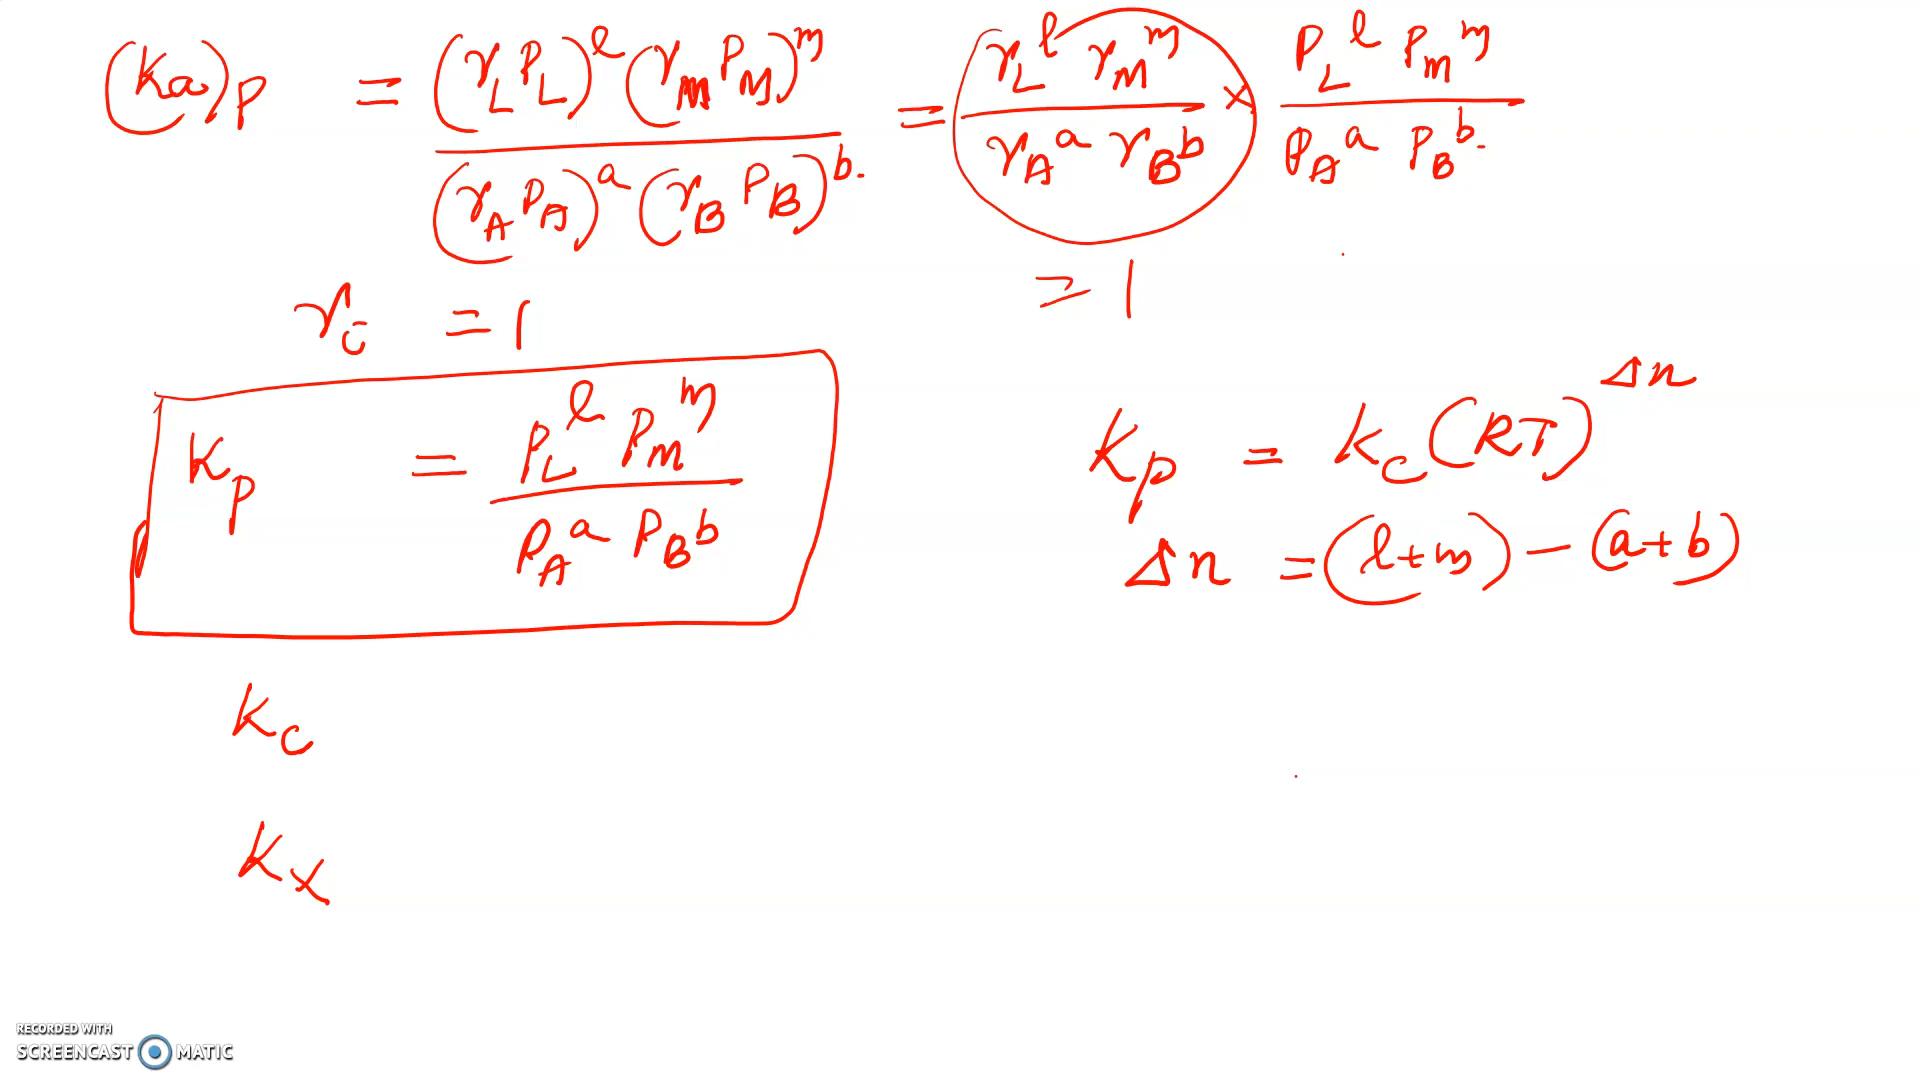 (Ka)p = (γL PL)^l (γM PM)^m / (γA PA)^a (γB PB)^b. = γL^l γM^m / γA^a γB^b × PL^l PM^m / PA^a PB^b.
γi = 1
= 1
Kp = PL^l PM^m / PA^a PB^b
Kp = Kc (RT)^Δn
Δn = (l+m) - (a+b)
Kc
Kx
RECORDED WITH
SCREENCAST MATIC